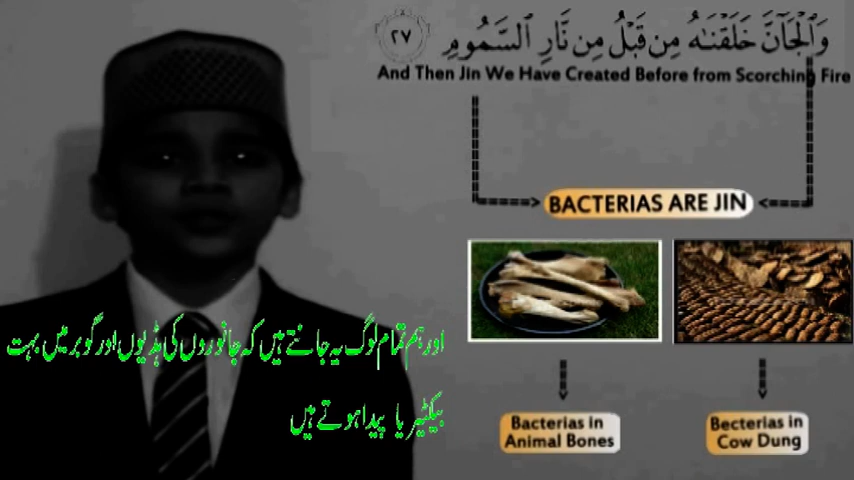 وَٱلْجَآنَّ خَلَقْنَـٰهُ مِن قَبْلُ مِن نَّارِ ٱلسَّمُومِ ٢٧
And Then Jin We Have Created Before from Scorching Fire
BACTERIAS ARE JIN
اور ہم تمام لوگ یہ جانتے ہیں کہ جانوروں کی ہڈیوں اور گوبر میں بہت
بیکٹیریا پیدا ہوتے ہیں
Bacterias in
Animal Bones
Becterias in
Cow Dung